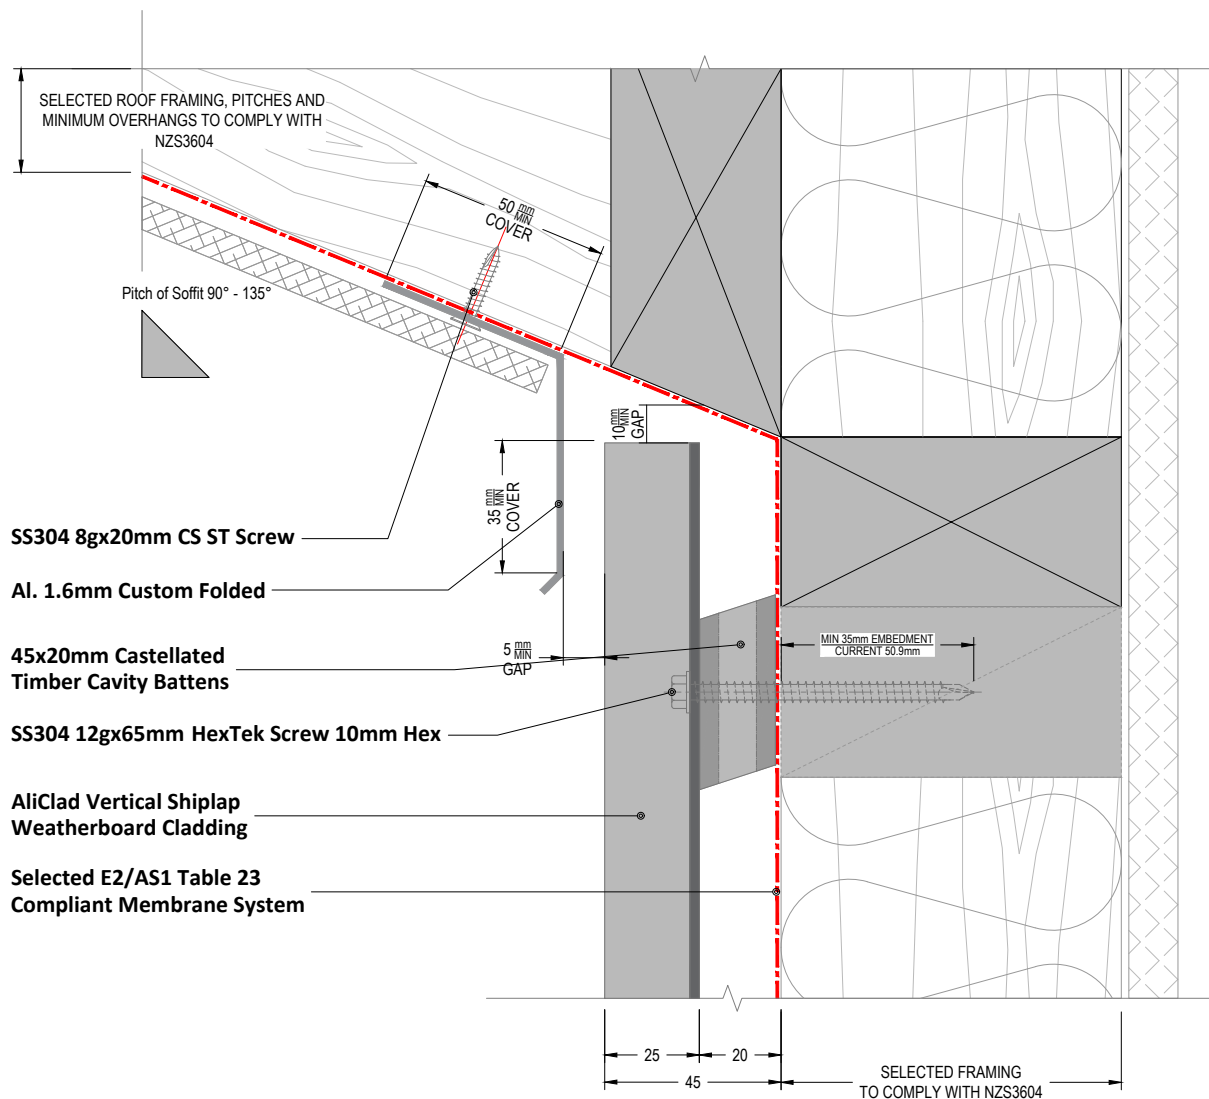 SELECTED ROOF FRAMING, PITCHES AND
MINIMUM OVERHANGS TO COMPLY WITH
NZS3604
50 mm
MIN
COVER
Pitch of Soffit 90° - 135°
10 mm
MIN
GAP
35 mm
MIN
COVER
SS304 8gx20mm CS ST Screw
Al. 1.6mm Custom Folded
45x20mm Castellated
Timber Cavity Battens
5 mm
MIN
GAP
MIN 35mm EMBEDMENT
CURRENT 50.9mm
SS304 12gx65mm HexTek Screw 10mm Hex
AliClad Vertical Shiplap
Weatherboard Cladding
Selected E2/AS1 Table 23
Compliant Membrane System
25
20
45
SELECTED FRAMING
TO COMPLY WITH NZS3604